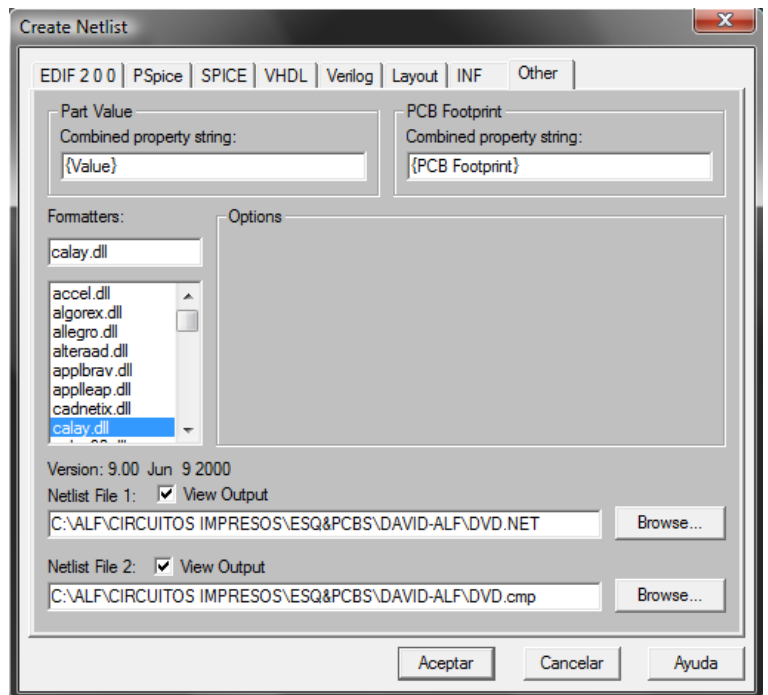 Create Netlist
EDIF 2 0 0 PSpice SPICE VHDL Verilog Layout INF Other
Part Value
Combined property string:
{Value}
PCB Footprint
Combined property string:
{PCB Footprint}
Formatters:
calay.dll
accel.dll
algorex.dll
allegro.dll
alteraad.dll
applbrav.dll
applleap.dll
cadnetix.dll
calay.dll
Options
Version: 9.00 Jun 9 2000
Netlist File 1: View Output
C:\ALF\CIRCUITOS IMPRESOS\ESQ&PCBS\DAVID-ALF\DVD.NET
Browse...
Netlist File 2: View Output
C:\ALF\CIRCUITOS IMPRESOS\ESQ&PCBS\DAVID-ALF\DVD.cmp
Browse...
Aceptar Cancelar Ayuda